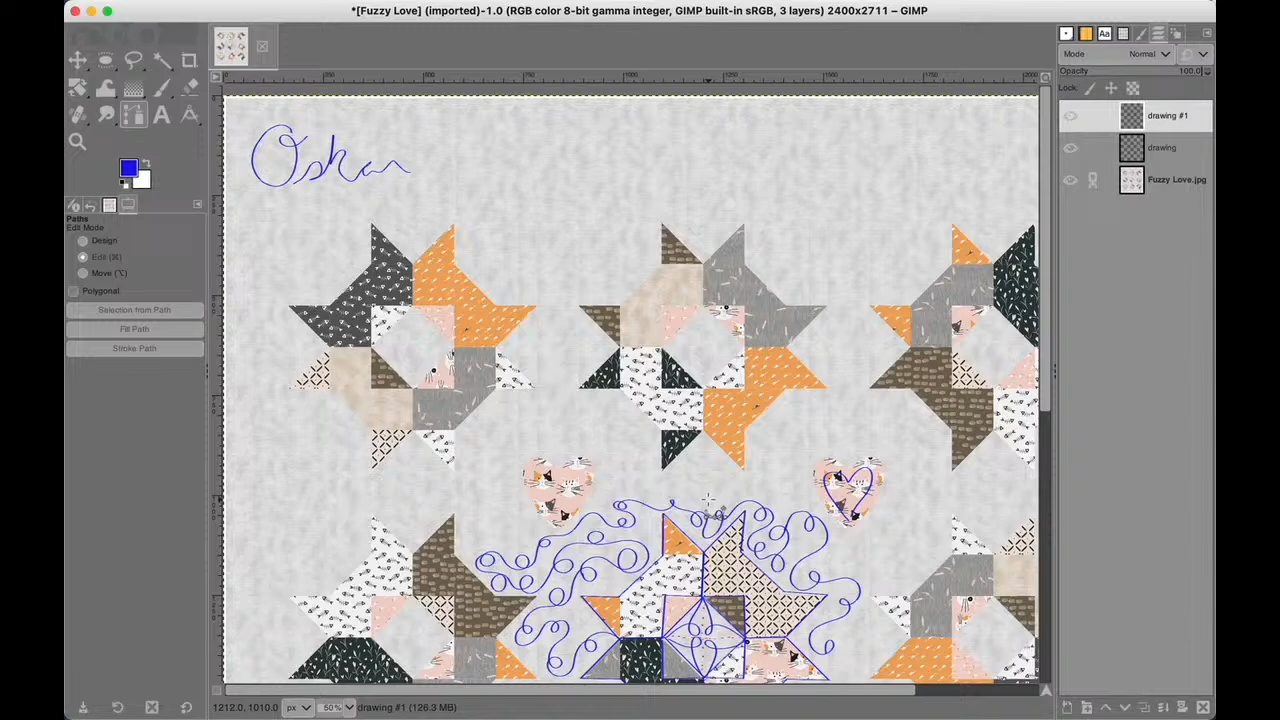 *[Fuzzy Love] (imported)-1.0 (RGB color 8-bit gamma integer, GIMP built-in sRGB, 3 layers) 2400x2711 – GIMP
Mode Normal
Opacity 100.0
Lock:
drawing #1
drawing
Fuzzy Love.jpg
Paths
Edit Mode
Design
Edit (⌘)
Move (⌥)
Polygonal
Selection from Path
Fill Path
Stroke Path
Oskar
1212.0, 1010.0 px 50% drawing #1 (126.3 MB)